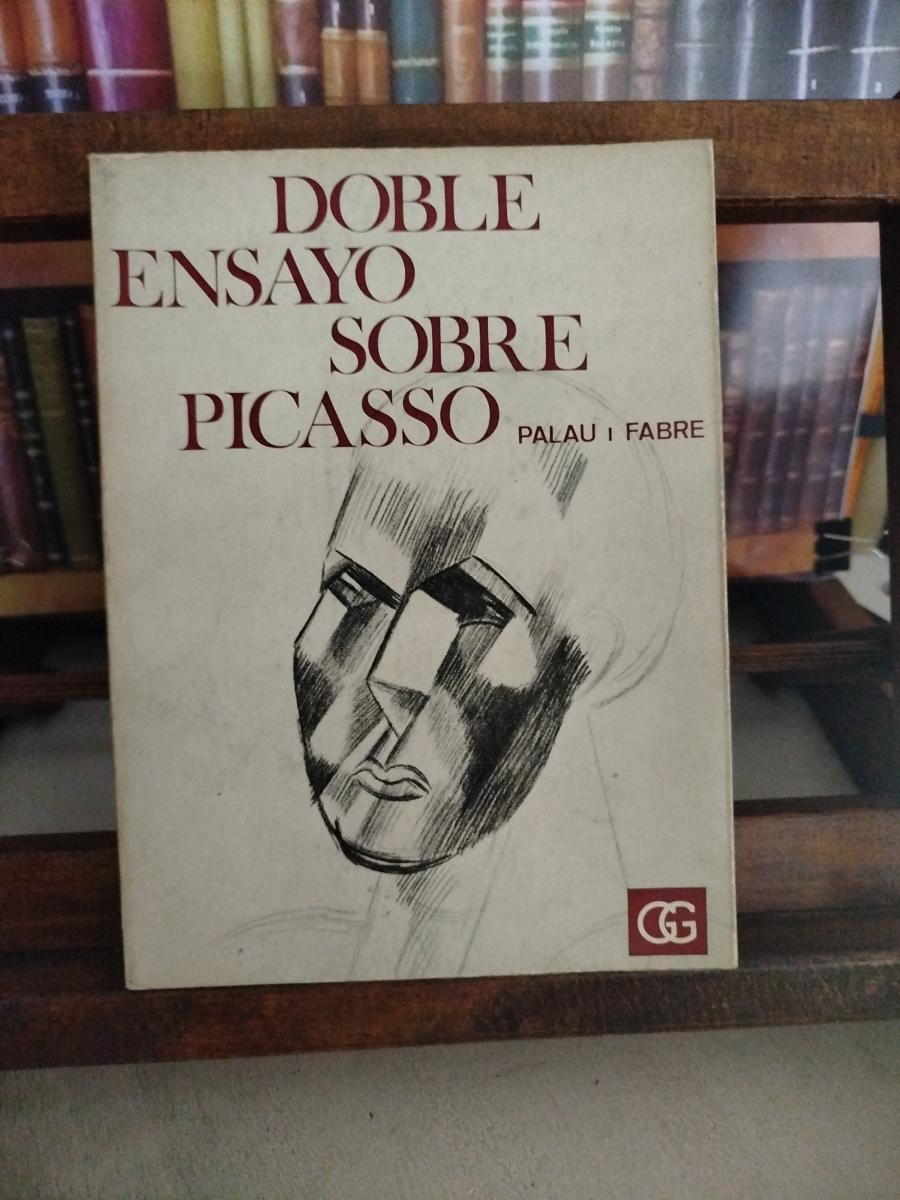 DOBLE
ENSAYO
SOBRE
PICASSO
PALAU i FABRE
GG